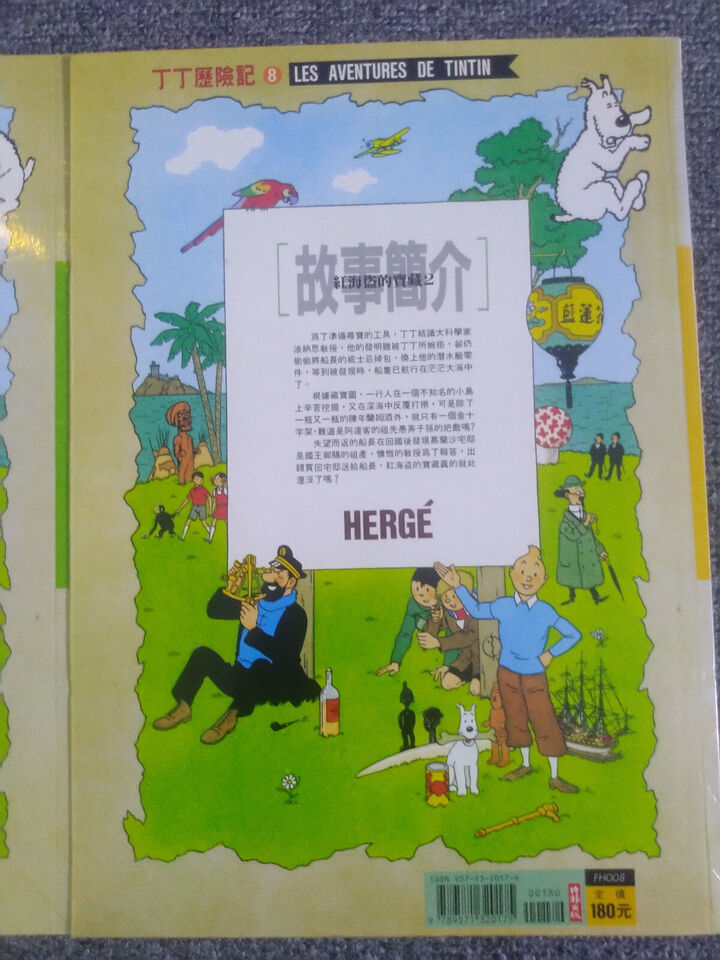 丁丁歷險記 8 LES AVENTURES DE TINTIN
故事簡介
紅海盜的寶藏2
為了準備尋寶的工具，丁丁結識大科學家
涂納思教授，他的發明雖被丁丁所婉拒，卻仍
偷偷將船長的威士忌掉包，換上他的潛水艇零
件，等到被發現時，船隻已航行在茫茫大海中
了。
根據藏寶圖，一行人在一個不知名的小島
上辛苦挖掘，又在深海中反覆打撈，可是除了
一瓶又一瓶的陳年蘭姆酒外，就只有一個金十
字架，難道是阿達客的祖先愚弄子孫的把戲嗎？
失望而返的船長在回國後發現慕蘭沙宅邸
是國王御賜的祖產，慷慨的教授為了報答，出
錢買回宅邸送給船長，紅海盜的寶藏真的就此
湮沒了嗎？
HERGÉ
藍蓮花
ISBN 957-13-2017-6
00180
9 789571 320175
時報出版
FH008
定價
180元